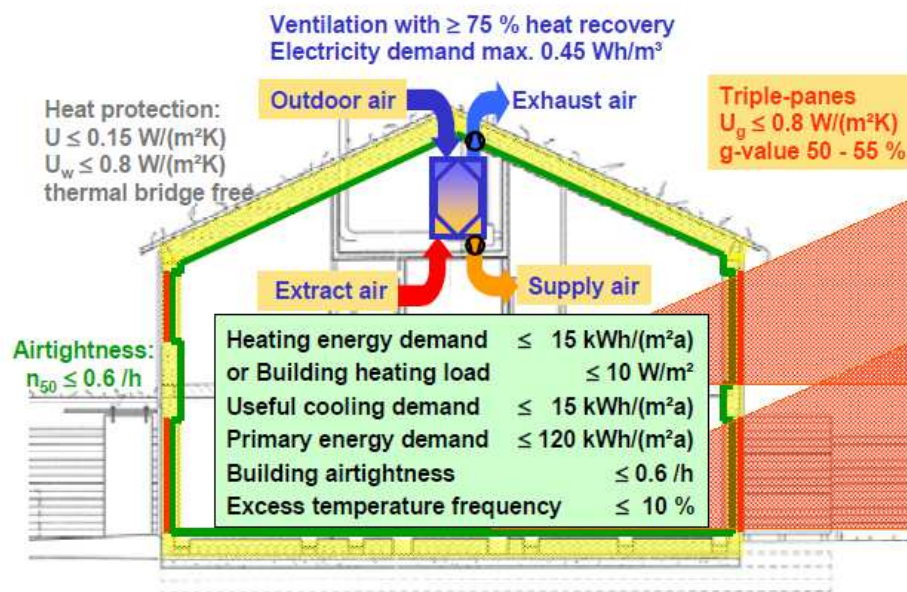 Ventilation with ≥ 75 % heat recovery
Electricity demand max. 0.45 Wh/m³
Outdoor air
Exhaust air
Heat protection:
U ≤ 0.15 W/(m²K)
U_w ≤ 0.8 W/(m²K)
thermal bridge free
Triple-panes
U_g ≤ 0.8 W/(m²K)
g-value 50 - 55 %
Extract air
Supply air
Airtightness:
n₅₀ ≤ 0.6 /h
Heating energy demand ≤ 15 kWh/(m²a)
or Building heating load ≤ 10 W/m²
Useful cooling demand ≤ 15 kWh/(m²a)
Primary energy demand ≤ 120 kWh/(m²a)
Building airtightness ≤ 0.6 /h
Excess temperature frequency ≤ 10 %